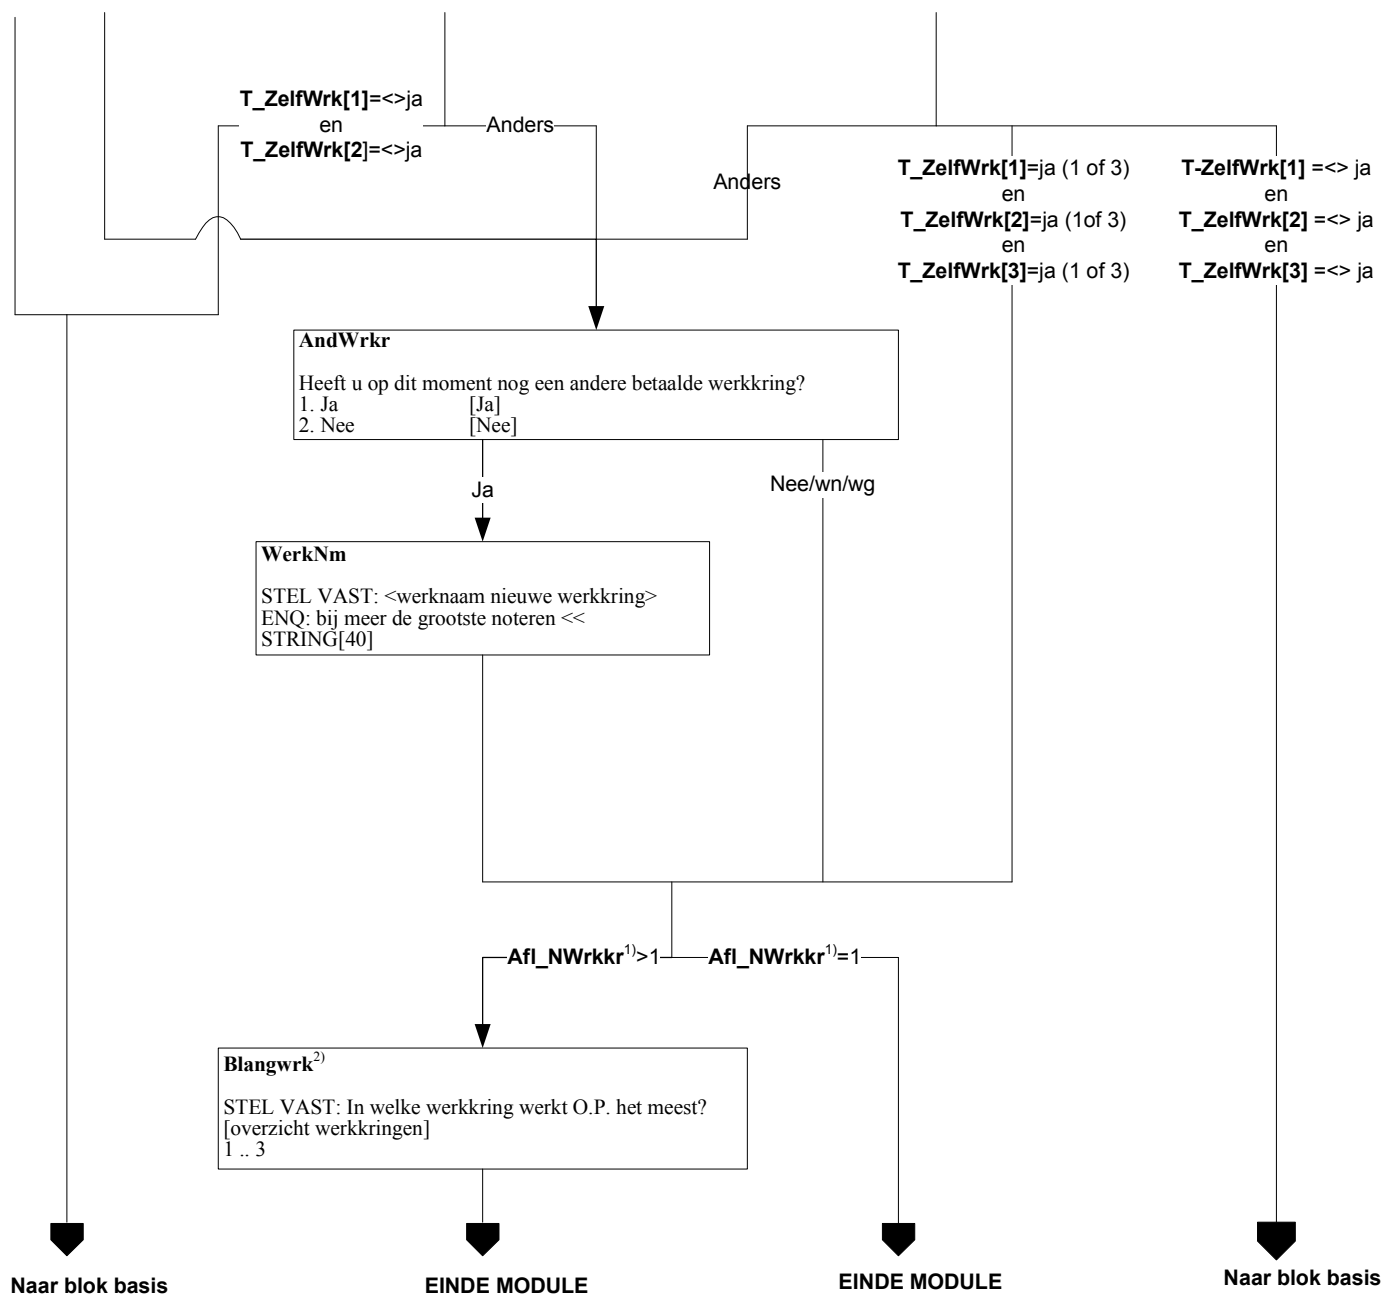 T_ZelfWrk[1]=<>ja
en
T_ZelfWrk[2]=<>ja
Anders
Anders
T_ZelfWrk[1]=ja (1 of 3)
en
T_ZelfWrk[2]=ja (1of 3)
en
T_ZelfWrk[3]=ja (1 of 3)
T-ZelfWrk[1] =<> ja
en
T_ZelfWrk[2] =<> ja
en
T_ZelfWrk[3] =<> ja
AndWrkr
Heeft u op dit moment nog een andere betaalde werkkring?
1. Ja [Ja]
2. Nee [Nee]
Ja
Nee/wn/wg
WerkNm
STEL VAST: <werknaam nieuwe werkkring>
ENQ: bij meer de grootste noteren <<
STRING[40]
Afl_NWrkkr1)>1
Afl_NWrkkr1)=1
Blangwrk2)
STEL VAST: In welke werkkring werkt O.P. het meest?
[overzicht werkkringen]
1 .. 3
Naar blok basis
EINDE MODULE
EINDE MODULE
Naar blok basis